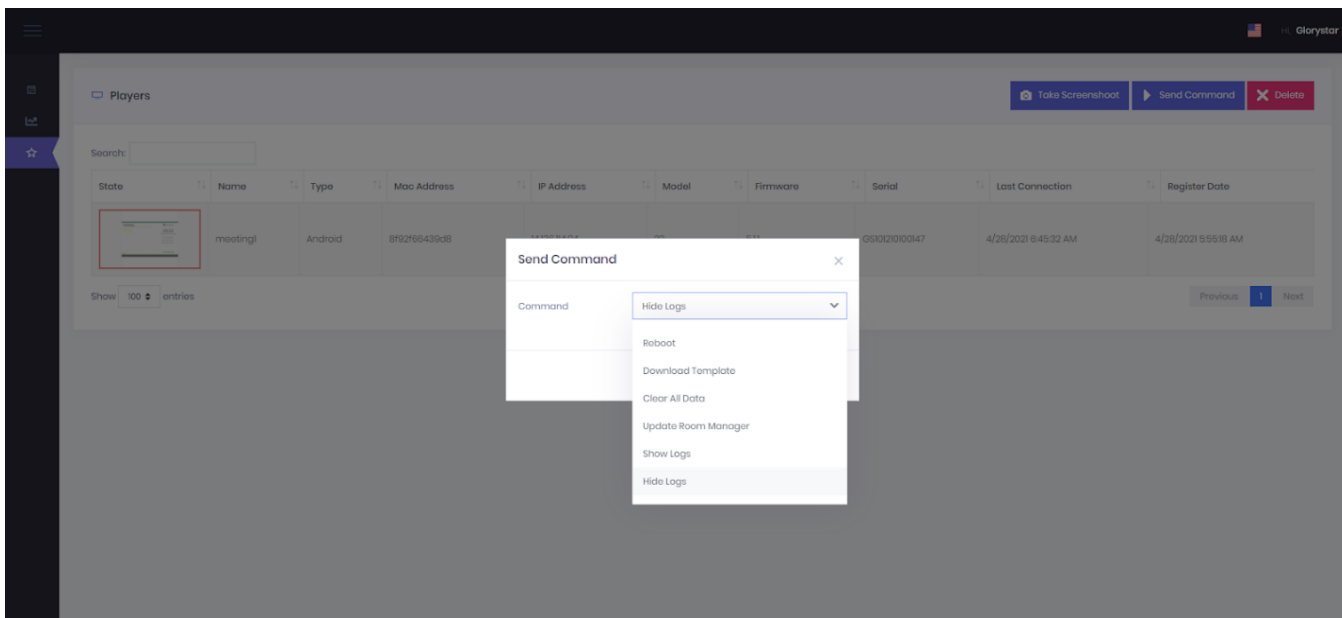 Hi, Glorystar
Players
Take Screenshoot
Send Command
Delete
Search:
State Name Type Mac Address IP Address Model Firmware Serial Last Connection Register Date
meeting1 Android 8f92f66439d8 GS101210100147 4/28/2021 6:45:32 AM 4/28/2021 5:55:18 AM
Show 100 entries
Previous 1 Next
Send Command
Command Hide Logs
Reboot
Download Template
Clear All Data
Update Room Manager
Show Logs
Hide Logs